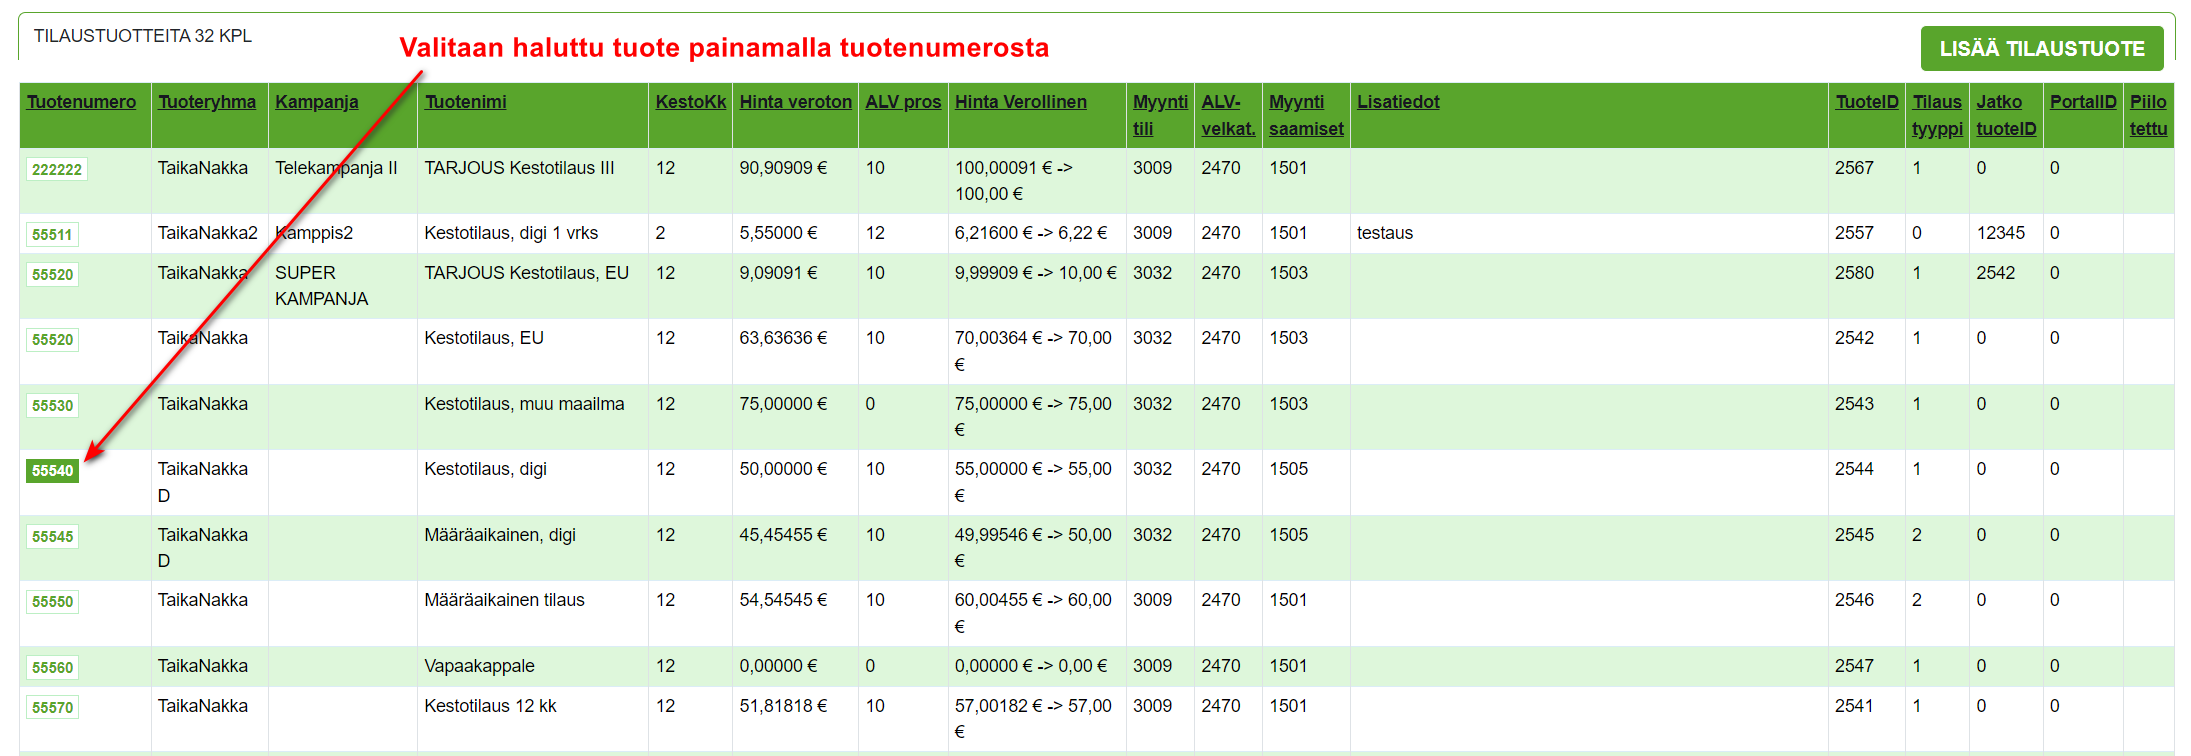 TILAUSTUOTTEITA 32 KPL
Valitaan haluttu tuote painamalla tuotenumerosta
LISÄÄ TILAUSTUOTE
Tuotenumero Tuoteryhma Kampanja Tuotenimi KestoKk Hinta veroton ALV pros Hinta Verollinen Myynti ALV- Myynti Lisatiedot TuoteID Tilaus Jatko PortalID Piilo
tili velkat. saamiset tyyppi tuoteID tettu
222222 TaikaNakka Telekampanja II TARJOUS Kestotilaus III 12 90,90909 € 10 100,00091 € -> 3009 2470 1501 2567 1 0 0
100,00 €
55511 TaikaNakka2 Kamppis2 Kestotilaus, digi 1 vrks 2 5,55000 € 12 6,21600 € -> 6,22 € 3009 2470 1501 testaus 2557 0 12345 0
55520 TaikaNakka SUPER TARJOUS Kestotilaus, EU 12 9,09091 € 10 9,99909 € -> 10,00 € 3032 2470 1503 2580 1 2542 0
KAMPANJA
55520 TaikaNakka Kestotilaus, EU 12 63,63636 € 10 70,00364 € -> 70,00 3032 2470 1503 2542 1 0 0
€
55530 TaikaNakka Kestotilaus, muu maailma 12 75,00000 € 0 75,00000 € -> 75,00 3032 2470 1503 2543 1 0 0
€
55540 TaikaNakka Kestotilaus, digi 12 50,00000 € 10 55,00000 € -> 55,00 3032 2470 1505 2544 1 0 0
D €
55545 TaikaNakka Määräaikainen, digi 12 45,45455 € 10 49,99546 € -> 50,00 3032 2470 1505 2545 2 0 0
D €
55550 TaikaNakka Määräaikainen tilaus 12 54,54545 € 10 60,00455 € -> 60,00 3009 2470 1501 2546 2 0 0
€
55560 TaikaNakka Vapaakappale 12 0,00000 € 0 0,00000 € -> 0,00 € 3009 2470 1501 2547 1 0 0
55570 TaikaNakka Kestotilaus 12 kk 12 51,81818 € 10 57,00182 € -> 57,00 3009 2470 1501 2541 1 0 0
€